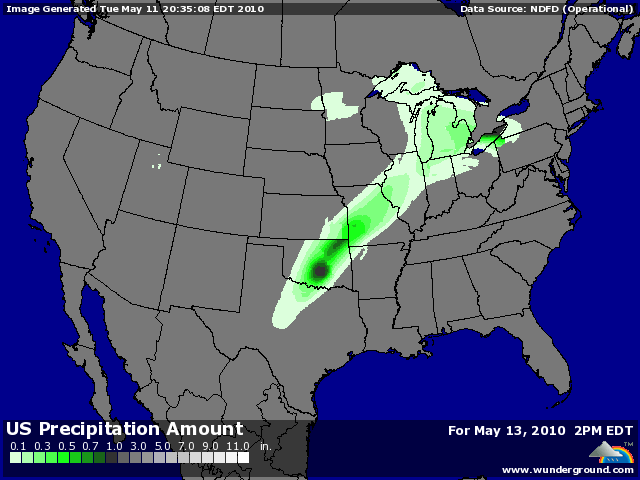 Image Generated Tue May 11 20:35:08 EDT 2010 Data Source: NDFD (Operational)
US Precipitation Amount
0.1 0.3 0.5 0.7 1.0 3.0 5.0 7.0 9.0 11.0 in.
For May 13, 2010 2PM EDT
TM
www.wunderground.com